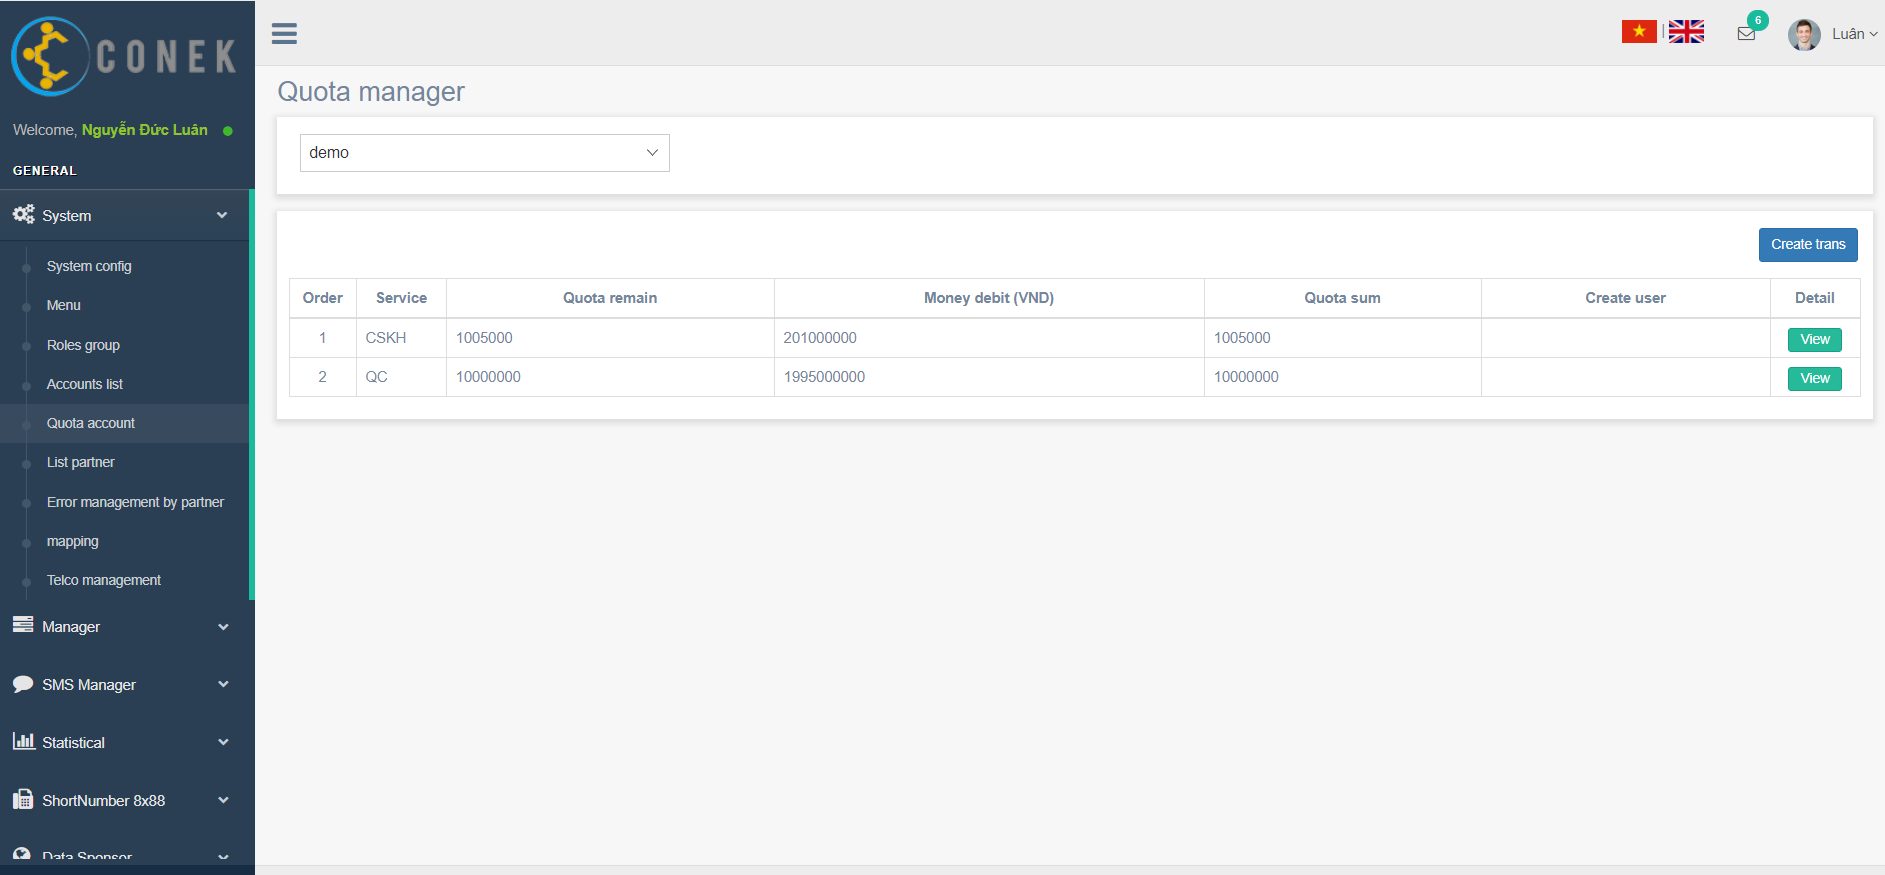 CONEK
Welcome, Nguyễn Đức Luân
GENERAL
System
System config
Menu
Roles group
Accounts list
Quota account
List partner
Error management by partner
mapping
Telco management
Manager
SMS Manager
Statistical
ShortNumber 8x88
Data Sponsor
| 6 Luân
Quota manager
demo
Create trans
Order Service Quota remain Money debit (VND) Quota sum Create user Detail
1 CSKH 1005000 201000000 1005000 View
2 QC 10000000 1995000000 10000000 View